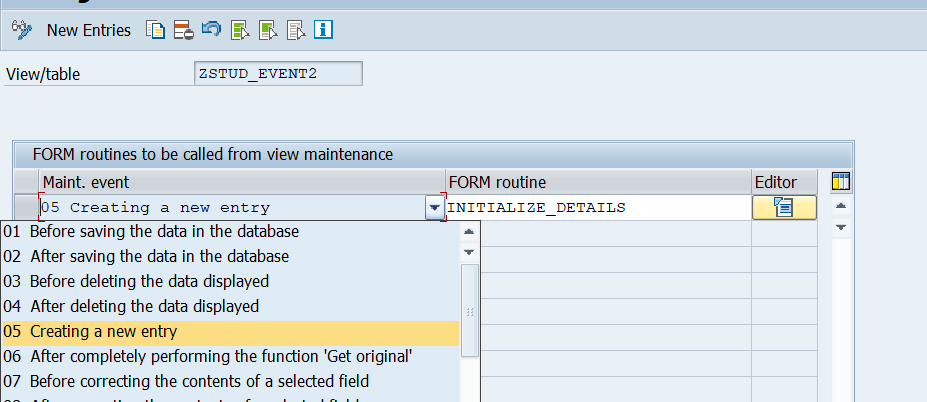 New Entries
View/table ZSTUD_EVENT2
FORM routines to be called from view maintenance
Maint. event FORM routine Editor
05 Creating a new entry INITIALIZE_DETAILS
01 Before saving the data in the database
02 After saving the data in the database
03 Before deleting the data displayed
04 After deleting the data displayed
05 Creating a new entry
06 After completely performing the function 'Get original'
07 Before correcting the contents of a selected field